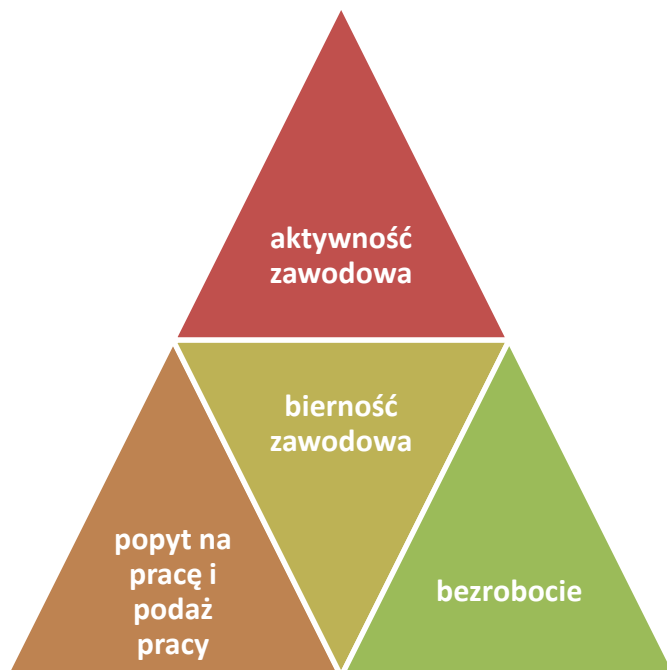 aktywność
zawodowa
bierność
zawodowa
popyt na
pracę i
podaż
pracy
bezrobocie